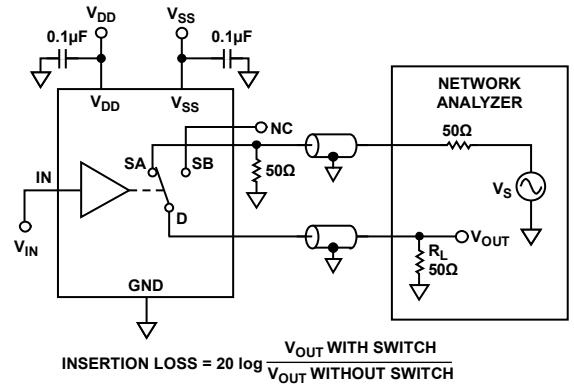 VDD
VSS
0.1µF
0.1µF
VDD
VSS
NC
NETWORK
ANALYZER
50Ω
SA
SB
IN
50Ω
VS
D
VIN
VOUT
RL
50Ω
GND
INSERTION LOSS = 20 log VOUT WITH SWITCH
VOUT WITHOUT SWITCH